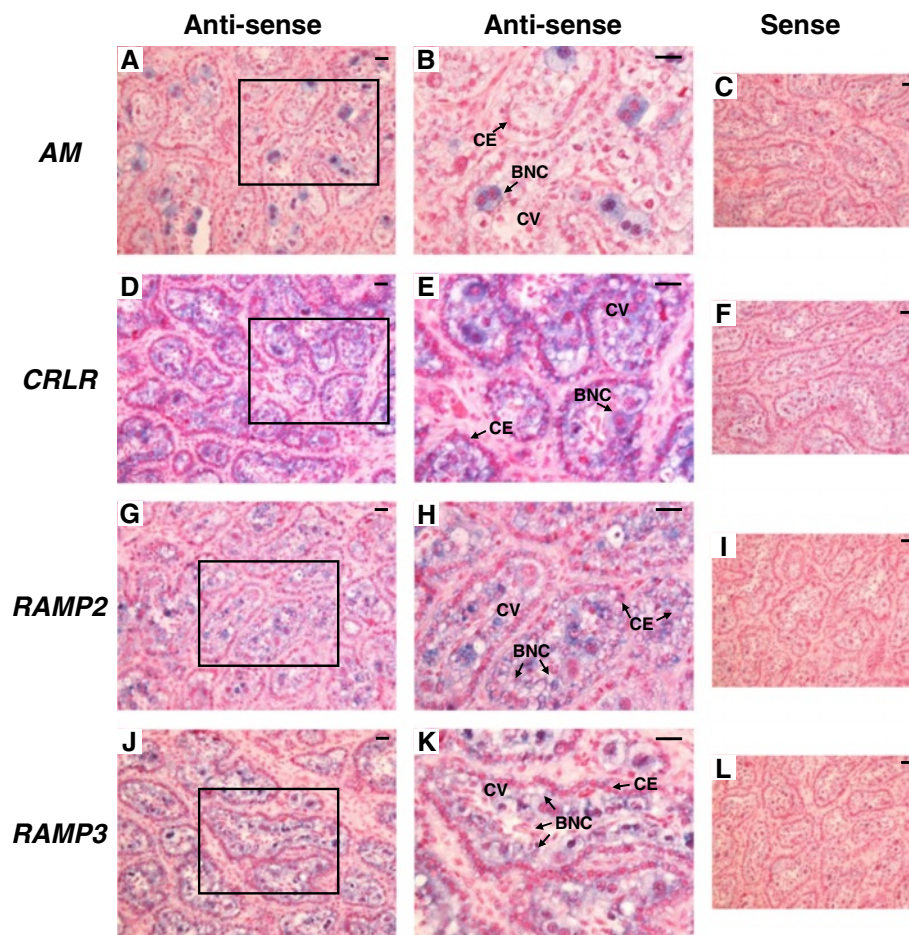 Anti-sense Anti-sense Sense
A B C
AM
CE
BNC
CV
D E F
CRLR
CV
BNC
CE
G H I
RAMP2
CV
CE
BNC
J K L
RAMP3
CV
CE
BNC